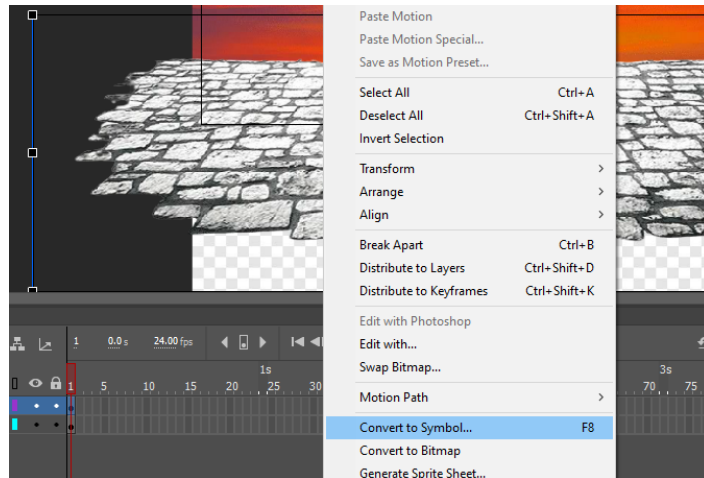 Paste Motion
Paste Motion Special...
Save as Motion Preset...
Select All Ctrl+A
Deselect All Ctrl+Shift+A
Invert Selection
Transform
Arrange
Align
Break Apart Ctrl+B
Distribute to Layers Ctrl+Shift+D
Distribute to Keyframes Ctrl+Shift+K
Edit with Photoshop
Edit with...
Swap Bitmap...
Motion Path
Convert to Symbol... F8
Convert to Bitmap
Generate Sprite Sheet...
1 0.0 s 24.00 fps
1s 3s
1 5 10 15 20 25 30 70 75